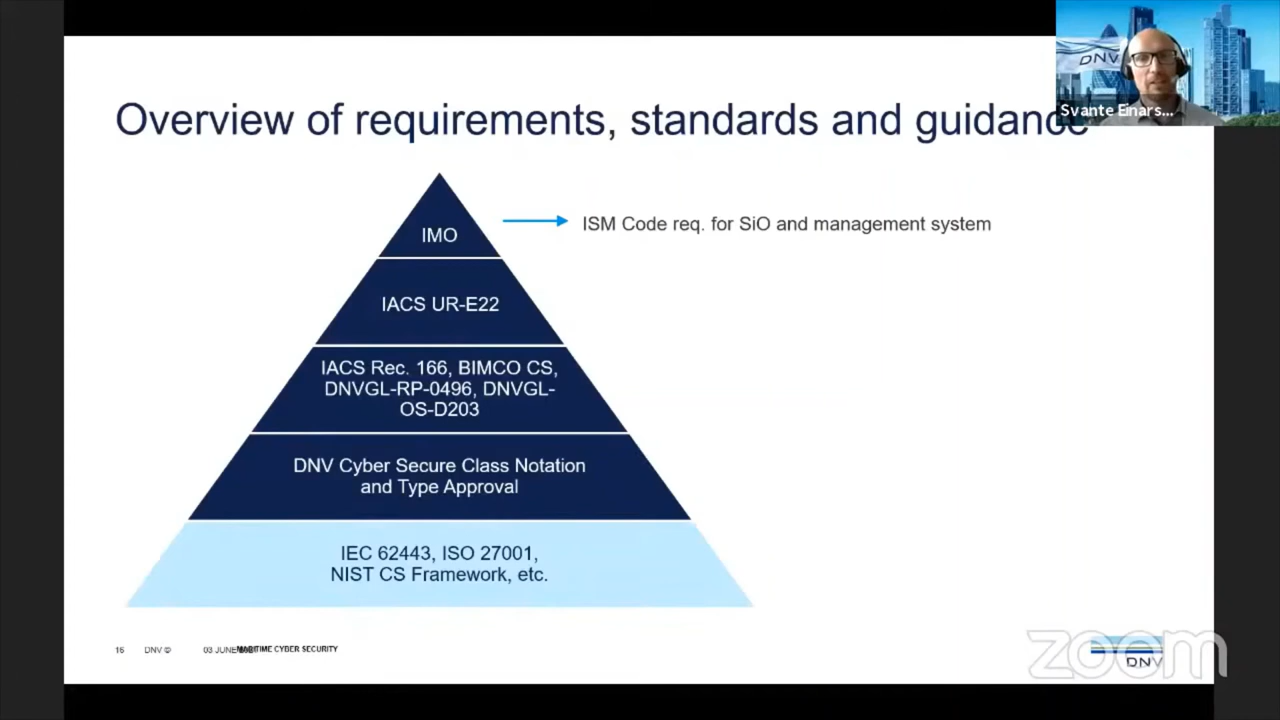 DNV
Svante Einars...
Overview of requirements, standards and guidance
IMO
ISM Code req. for SiO and management system
IACS UR-E22
IACS Rec. 166, BIMCO CS,
DNVGL-RP-0496, DNVGL-
OS-D203
DNV Cyber Secure Class Notation
and Type Approval
IEC 62443, ISO 27001,
NIST CS Framework, etc.
16 DNV © 03 JUNE MARITIME CYBER SECURITY
zoom
DNV